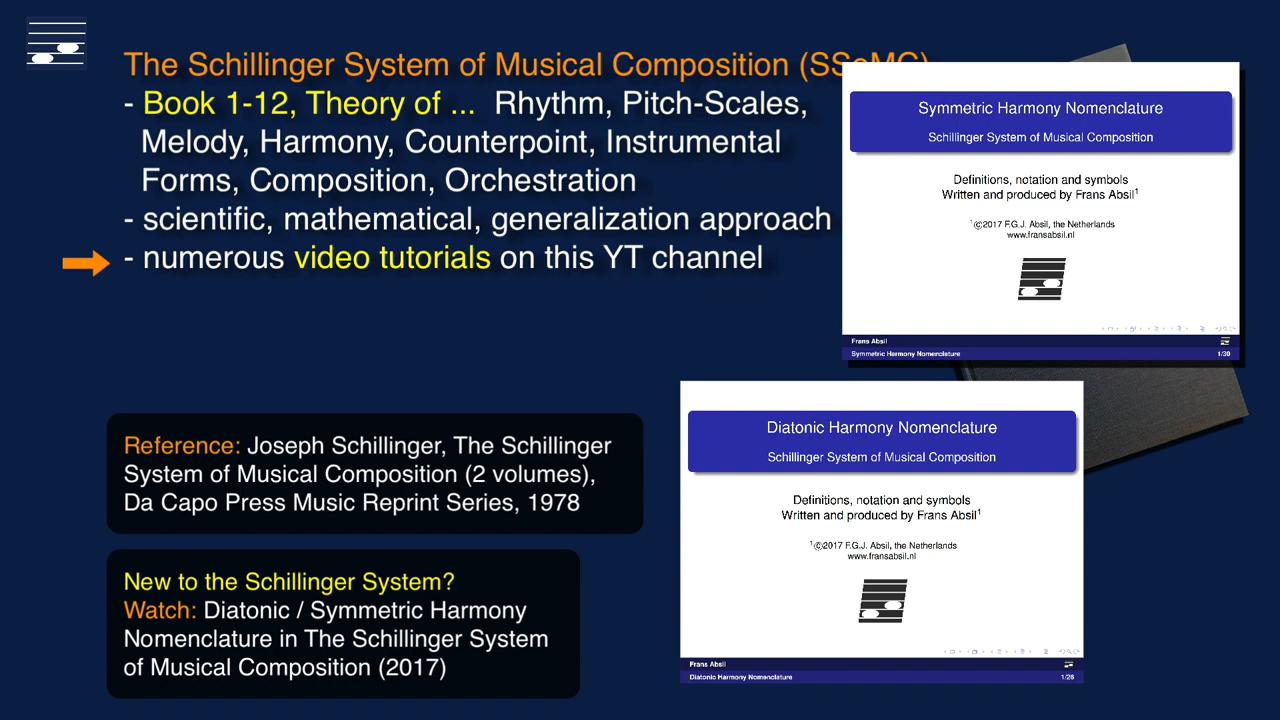 The Schillinger System of Musical Composition (SSoMC)
- Book 1-12, Theory of ... Rhythm, Pitch-Scales,
Melody, Harmony, Counterpoint, Instrumental
Forms, Composition, Orchestration
- scientific, mathematical, generalization approach
- numerous video tutorials on this YT channel
Symmetric Harmony Nomenclature
Schillinger System of Musical Composition
Definitions, notation and symbols
Written and produced by Frans Absil1
1©2017 F.G.J. Absil, the Netherlands
www.fransabsil.nl
Frans Absil
Symmetric Harmony Nomenclature 1/30
Diatonic Harmony Nomenclature
Schillinger System of Musical Composition
Definitions, notation and symbols
Written and produced by Frans Absil1
1©2017 F.G.J. Absil, the Netherlands
www.fransabsil.nl
Frans Absil
Diatonic Harmony Nomenclature 1/26
Reference: Joseph Schillinger, The Schillinger
System of Musical Composition (2 volumes),
Da Capo Press Music Reprint Series, 1978
New to the Schillinger System?
Watch: Diatonic / Symmetric Harmony
Nomenclature in The Schillinger System
of Musical Composition (2017)